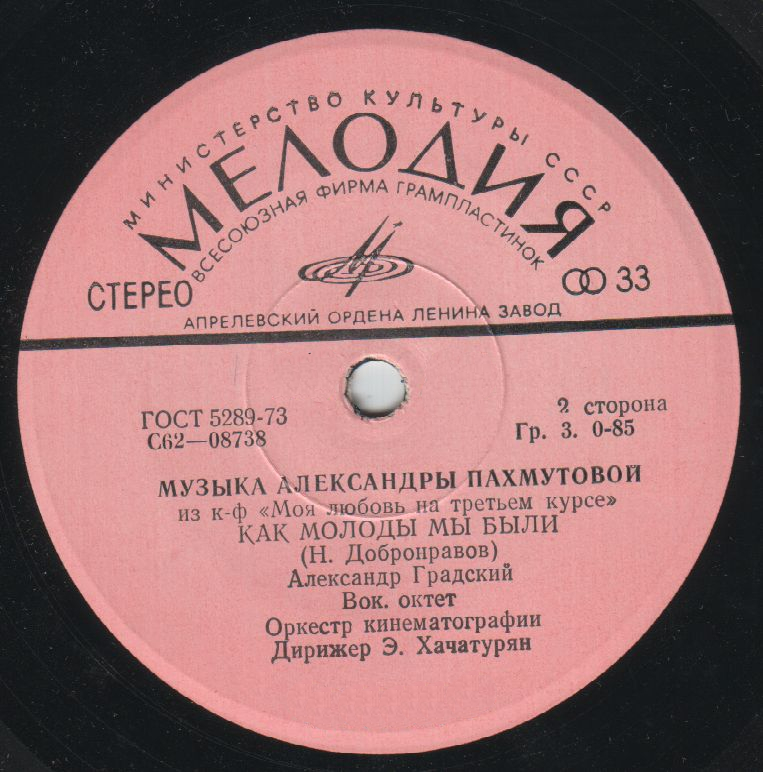 МИНИСТЕРСТВО КУЛЬТУРЫ СССР
МЕЛОДИЯ
ВСЕСОЮЗНАЯ ФИРМА ГРАМПЛАСТИНОК
СТЕРЕО
33
АПРЕЛЕВСКИЙ ОРДЕНА ЛЕНИНА ЗАВОД
ГОСТ 5289-73
С62—08738
2 сторона
Гр. 3. 0-85
МУЗЫКА АЛЕКСАНДРЫ ПАХМУТОВОЙ
из к-ф «Моя любовь на третьем курсе»
КАК МОЛОДЫ МЫ БЫЛИ
(Н. Добронравов)
Александр Градский
Вок. октет
Оркестр кинематографии
Дирижер Э. Хачатурян